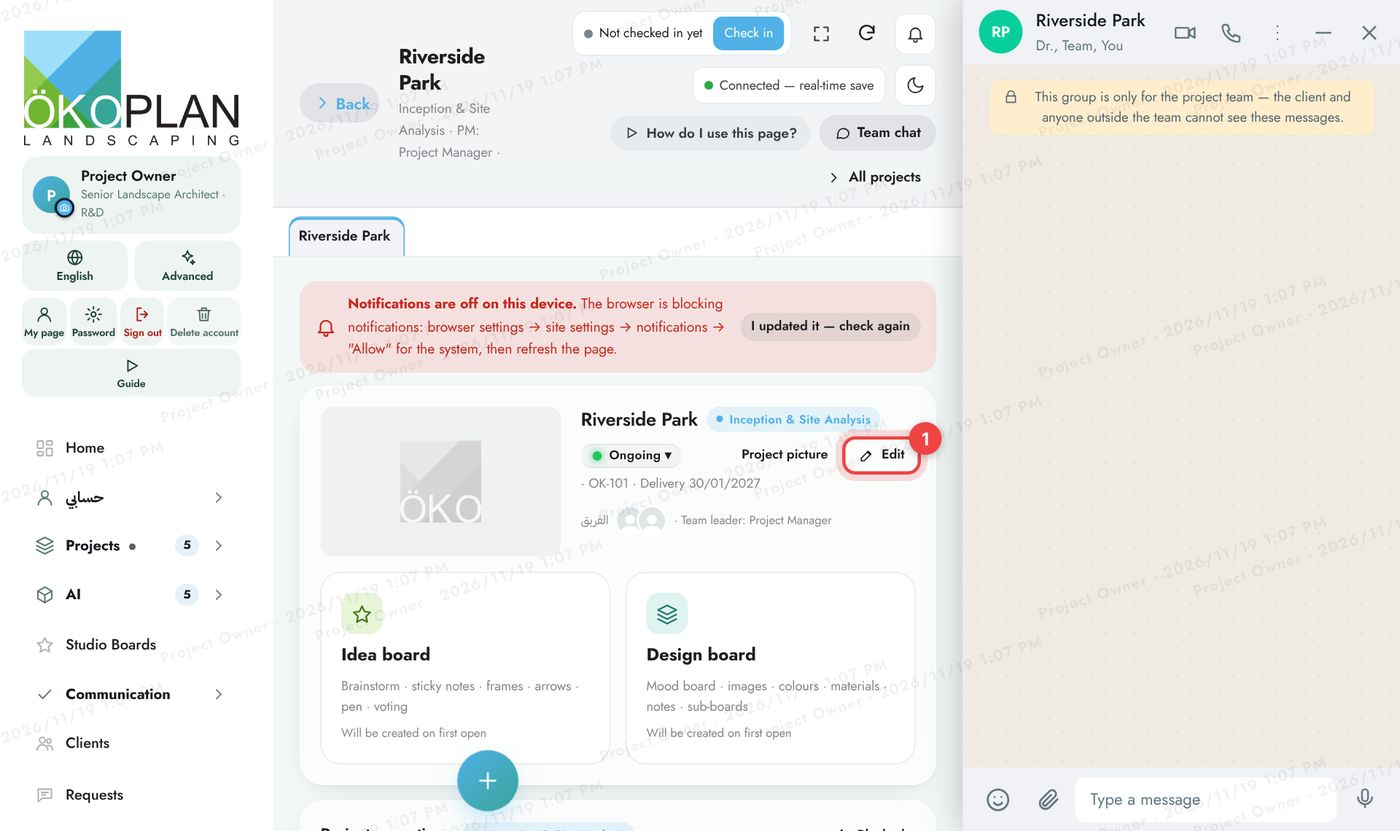 ÖKOPLAN
LANDSCAPING
P
Project Owner
Senior Landscape Architect ·
R&D
English
Advanced
My page
Password
Sign out
Delete account
Guide
Home
حسابي
Projects
5
AI
5
Studio Boards
Communication
Clients
Requests
Back
Riverside
Park
Inception & Site
Analysis · PM:
Project Manager ·
Not checked in yet
Check in
Connected — real-time save
How do I use this page?
Team chat
All projects
Riverside Park
Notifications are off on this device. The browser is blocking
notifications: browser settings → site settings → notifications →
"Allow" for the system, then refresh the page.
I updated it — check again
ÖKO
Riverside Park
Inception & Site Analysis
Ongoing ▾
Project picture
Edit
1
· OK-101 · Delivery 30/01/2027
الفريق
· Team leader: Project Manager
Idea board
Brainstorm · sticky notes · frames · arrows ·
pen · voting
Will be created on first open
Design board
Mood board · images · colours · materials ·
notes · sub-boards
Will be created on first open
+
RP
Riverside Park
Dr., Team, You
This group is only for the project team — the client and
anyone outside the team cannot see these messages.
Type a message
Project Owner · 2026/11/19 1:07 PM